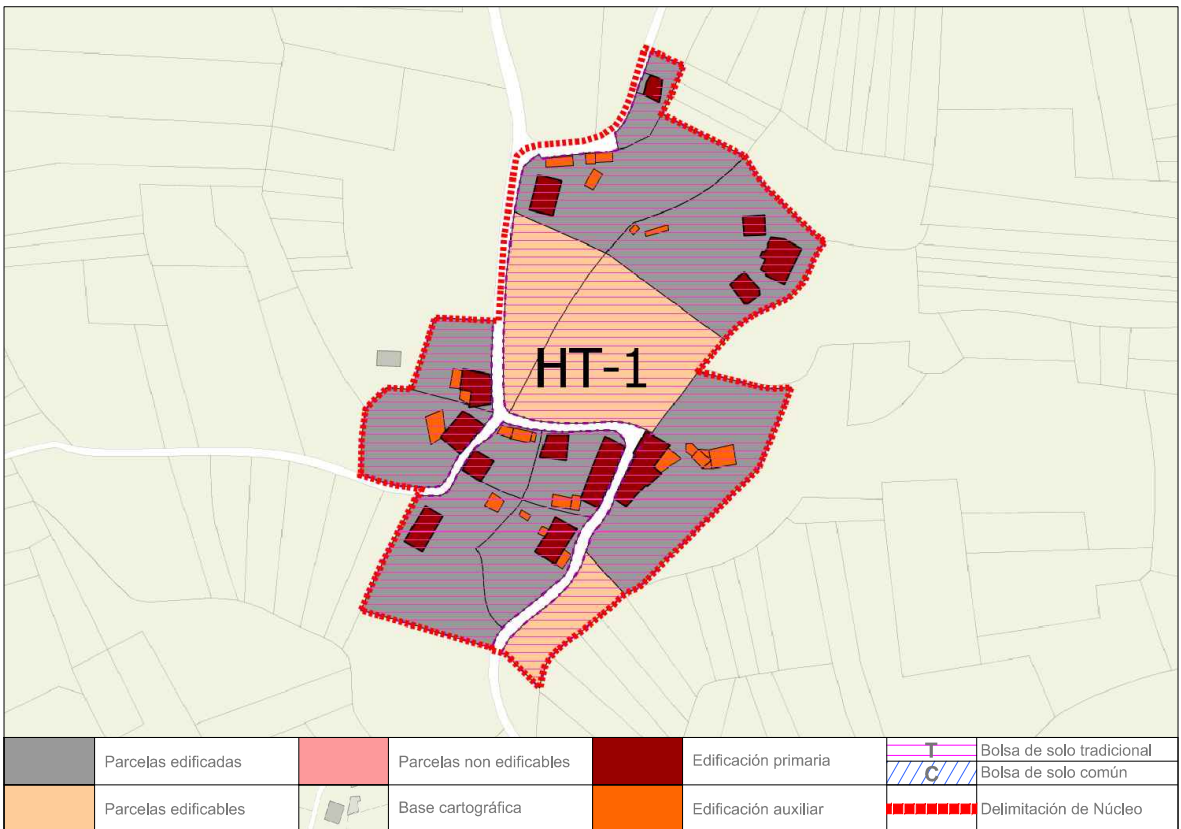 HT-1
Parcelas edificadas
Parcelas non edificables
Edificación primaria
T
Bolsa de solo tradicional
C
Bolsa de solo común
Parcelas edificables
Base cartográfica
Edificación auxiliar
Delimitación de Núcleo